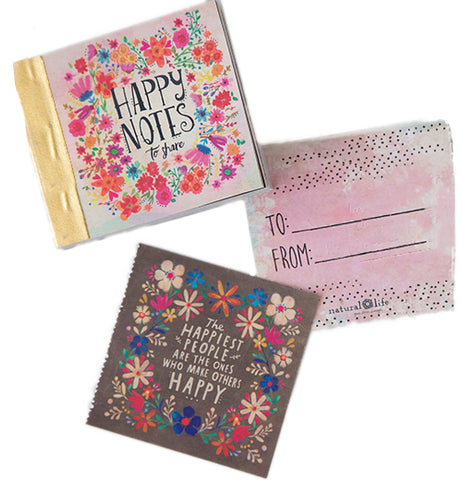 HAPPY
NOTES
to share
TO:
FROM:
natural life
The
HAPPIEST
PEOPLE
ARE THE ONES
WHO MAKE OTHERS
HAPPY